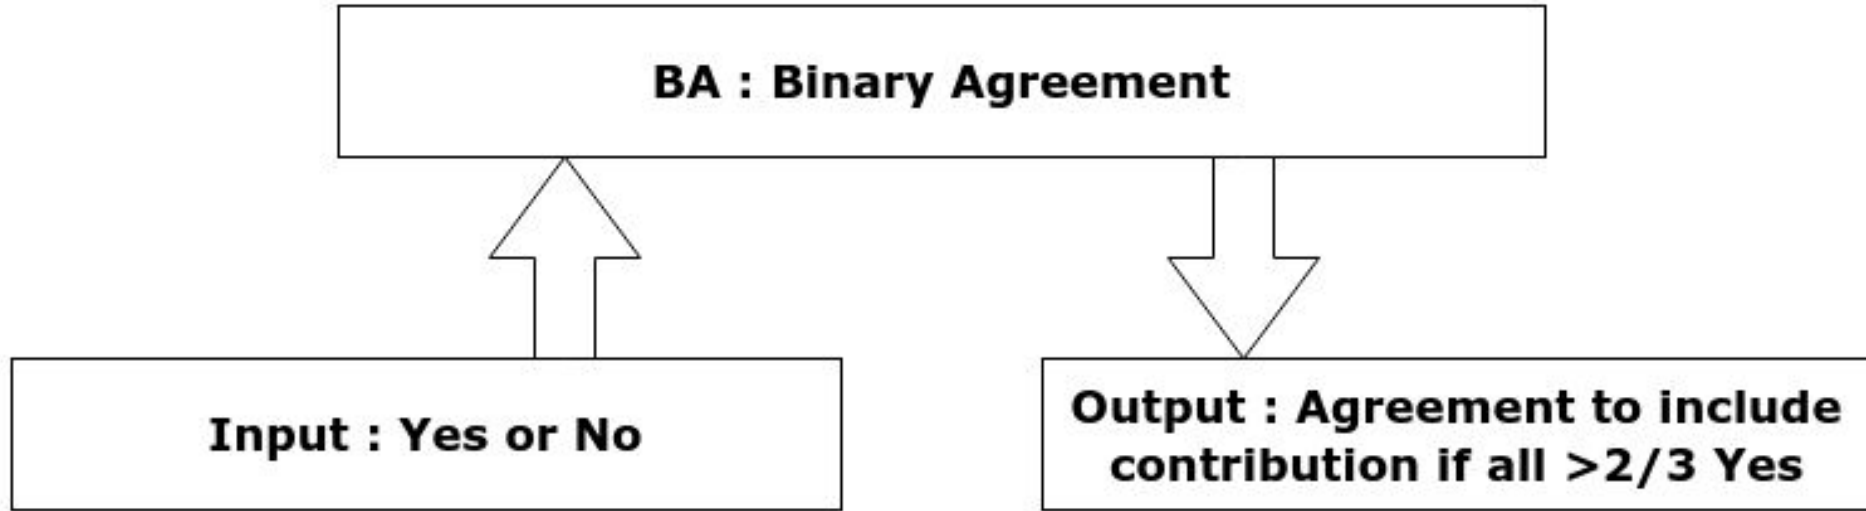 BA : Binary Agreement
Input : Yes or No
Output : Agreement to include
contribution if all >2/3 Yes